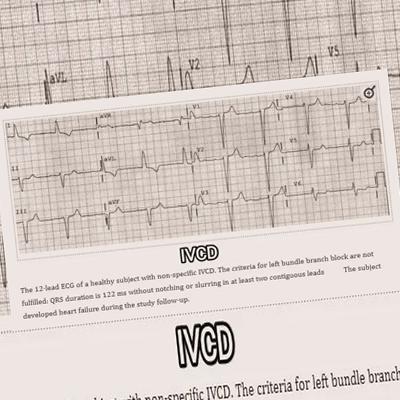 aVL
V2
V5
I
aVR
V1
V4
II
aVL
V2
V5
III
aVF
V3
V6
IVCD
The 12-lead ECG of a healthy subject with non-specific IVCD. The criteria for left bundle branch block are not
fulfilled: QRS duration is 122 ms without notching or slurring in at least two contiguous leads The subject
developed heart failure during the study follow-up.
IVCD
with non-specific IVCD. The criteria for left bundle branch